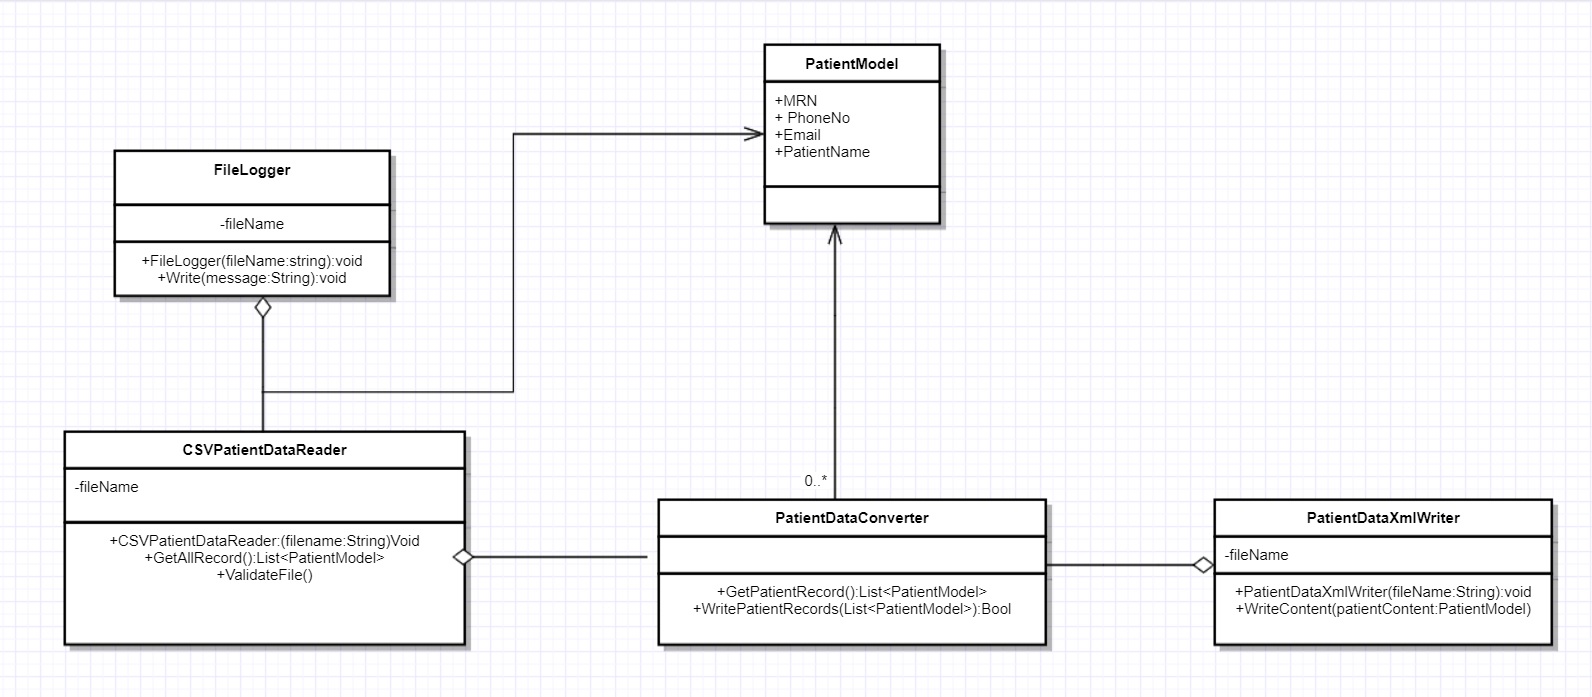 PatientModel
+MRN
+ PhoneNo
+Email
+PatientName
FileLogger
-fileName
+FileLogger(fileName:string):void
+Write(message:String):void
CSVPatientDataReader
-fileName
+CSVPatientDataReader:(filename:String)Void
+GetAllRecord():List<PatientModel>
+ValidateFile()
0..*
PatientDataConverter
+GetPatientRecord():List<PatientModel>
+WritePatientRecords(List<PatientModel>):Bool
PatientDataXmlWriter
-fileName
+PatientDataXmlWriter(fileName:String):void
+WriteContent(patientContent:PatientModel)